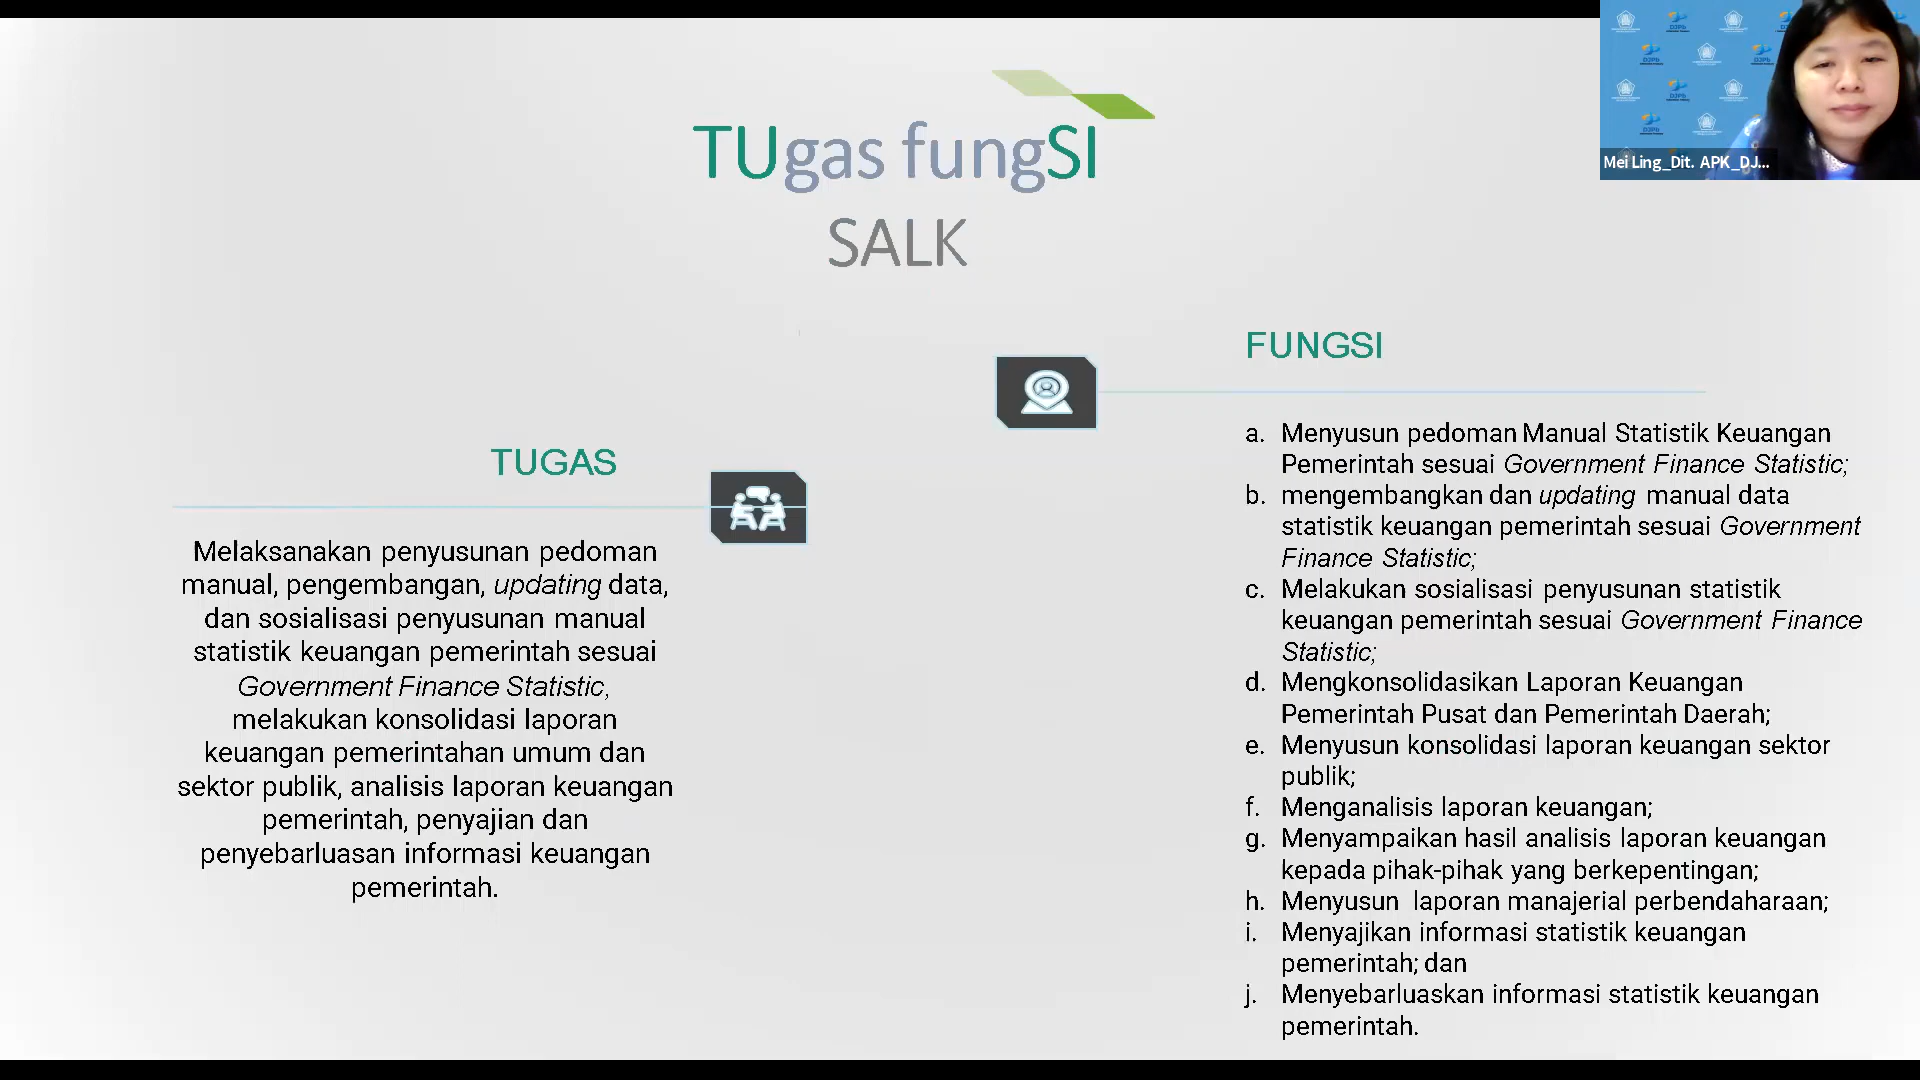 TUgas fungSI
SALK
Mei Ling_Dit. APK_DJ...
TUGAS
Melaksanakan penyusunan pedoman
manual, pengembangan, updating data,
dan sosialisasi penyusunan manual
statistik keuangan pemerintah sesuai
Government Finance Statistic,
melakukan konsolidasi laporan
keuangan pemerintahan umum dan
sektor publik, analisis laporan keuangan
pemerintah, penyajian dan
penyebarluasan informasi keuangan
pemerintah.
FUNGSI
a. Menyusun pedoman Manual Statistik Keuangan
Pemerintah sesuai Government Finance Statistic;
b. mengembangkan dan updating manual data
statistik keuangan pemerintah sesuai Government
Finance Statistic;
c. Melakukan sosialisasi penyusunan statistik
keuangan pemerintah sesuai Government Finance
Statistic;
d. Mengkonsolidasikan Laporan Keuangan
Pemerintah Pusat dan Pemerintah Daerah;
e. Menyusun konsolidasi laporan keuangan sektor
publik;
f. Menganalisis laporan keuangan;
g. Menyampaikan hasil analisis laporan keuangan
kepada pihak-pihak yang berkepentingan;
h. Menyusun laporan manajerial perbendaharaan;
i. Menyajikan informasi statistik keuangan
pemerintah; dan
j. Menyebarluaskan informasi statistik keuangan
pemerintah.